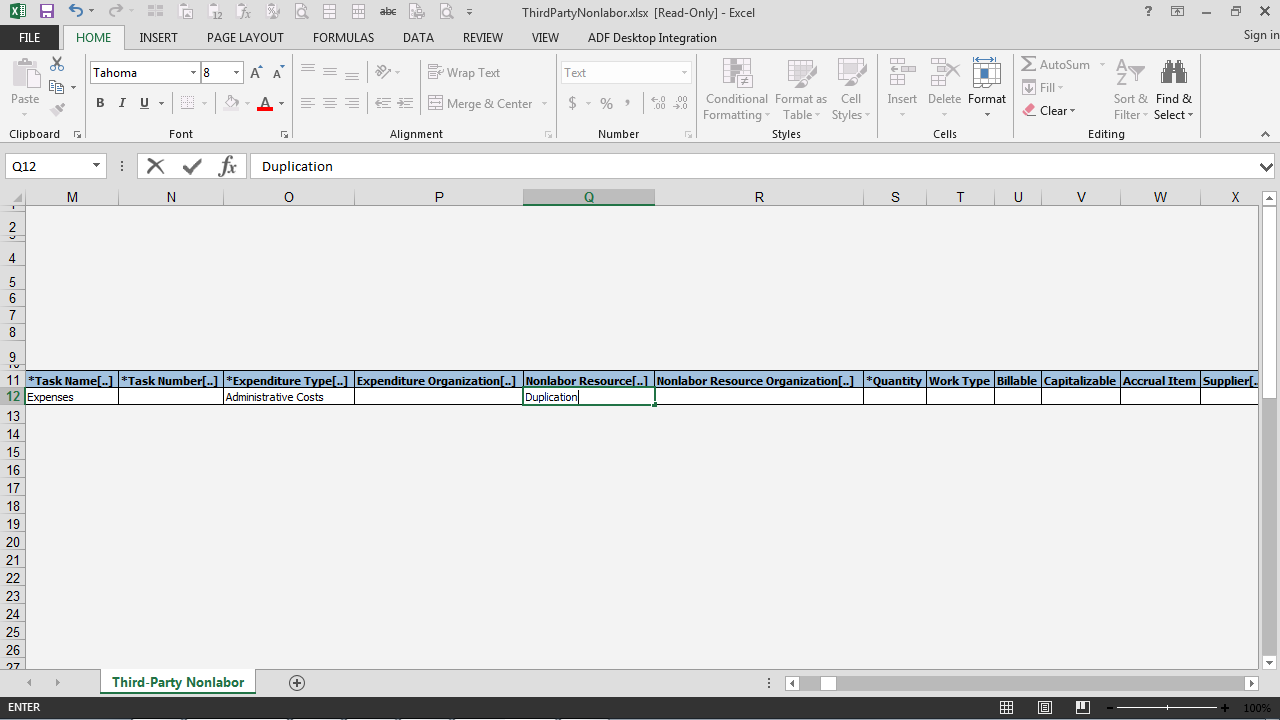 ThirdPartyNonlabor.xlsx [Read-Only] - Excel
FILE HOME INSERT PAGE LAYOUT FORMULAS DATA REVIEW VIEW ADF Desktop Integration Sign in
Paste
Clipboard
Tahoma 8
B I U A
Font
Wrap Text
Merge & Center
Alignment
Text
$ % ,
Number
Conditional Formatting
Format as Table
Cell Styles
Styles
Insert
Delete
Format
Cells
AutoSum
Fill
Clear
Sort & Filter
Find & Select
Editing
Q12 fx Duplication
M N O P Q R S T U V W X
1
2
3
4
5
6
7
8
9
10
11 *Task Name[..] *Task Number[..] *Expenditure Type[..] Expenditure Organization[..] Nonlabor Resource[..] Nonlabor Resource Organization[..] *Quantity Work Type Billable Capitalizable Accrual Item Supplier[..
12 Expenses Administrative Costs Duplication
13
14
15
16
17
18
19
20
21
22
23
24
25
26
27
Third-Party Nonlabor
ENTER 100%